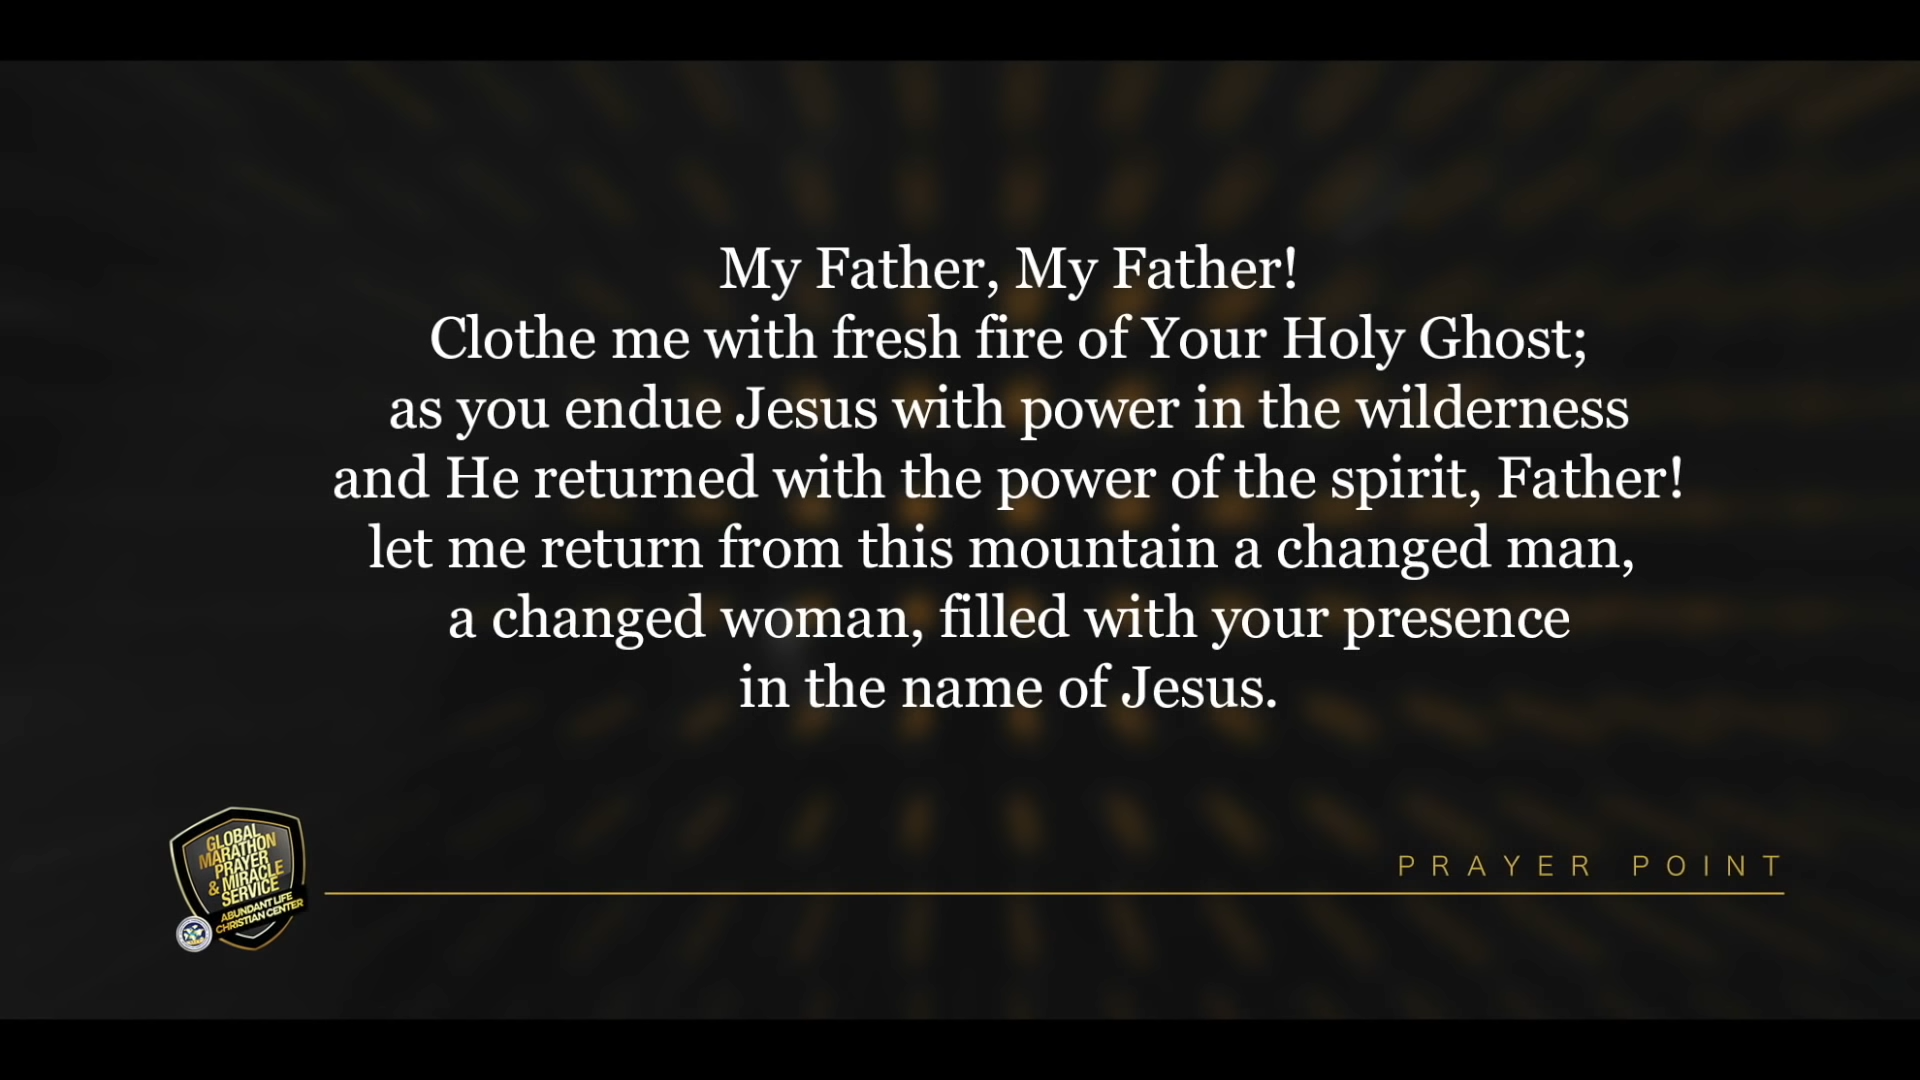 My Father, My Father!
Clothe me with fresh fire of Your Holy Ghost;
as you endue Jesus with power in the wilderness
and He returned with the power of the spirit, Father!
let me return from this mountain a changed man,
a changed woman, filled with your presence
in the name of Jesus.
GLOBAL
MARATHON
PRAYER
& MIRACLE
SERVICE
ABUNDANT LIFE
CHRISTIAN CENTER
PRAYER POINT